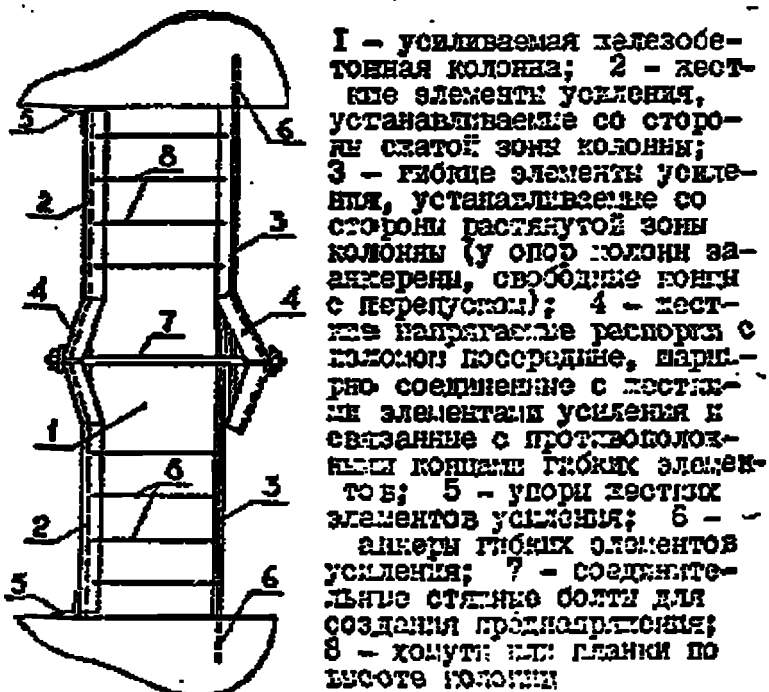 1 - усиливаемая железобе-
тонная колонна; 2 - жест-
кие элементы усиления,
устанавливаемые со сторо-
ны сжатой зоны колонны;
3 - гибкие элементы усиле-
ния, устанавливаемые со
стороны растянутой зоны
колонны (у опор колонн за-
анкерены, свободные концы
с перепуском); 4 - жест-
кие напрягаемые распорки с
изломом посредине, шарнир-
но соединенные с жестки-
ми элементами усиления и
связанные с противополож-
ными концами гибких элемен-
тов; 5 - упоры жестких
элементов усиления; 6 -
анкеры гибких элементов
усиления; 7 - соедините-
льные стяжные болты для
создания преднапряжения;
8 - хомуты или планки по
высоте колонны
5
6
8
2
3
4
4
7
1
8
3
2
5
6